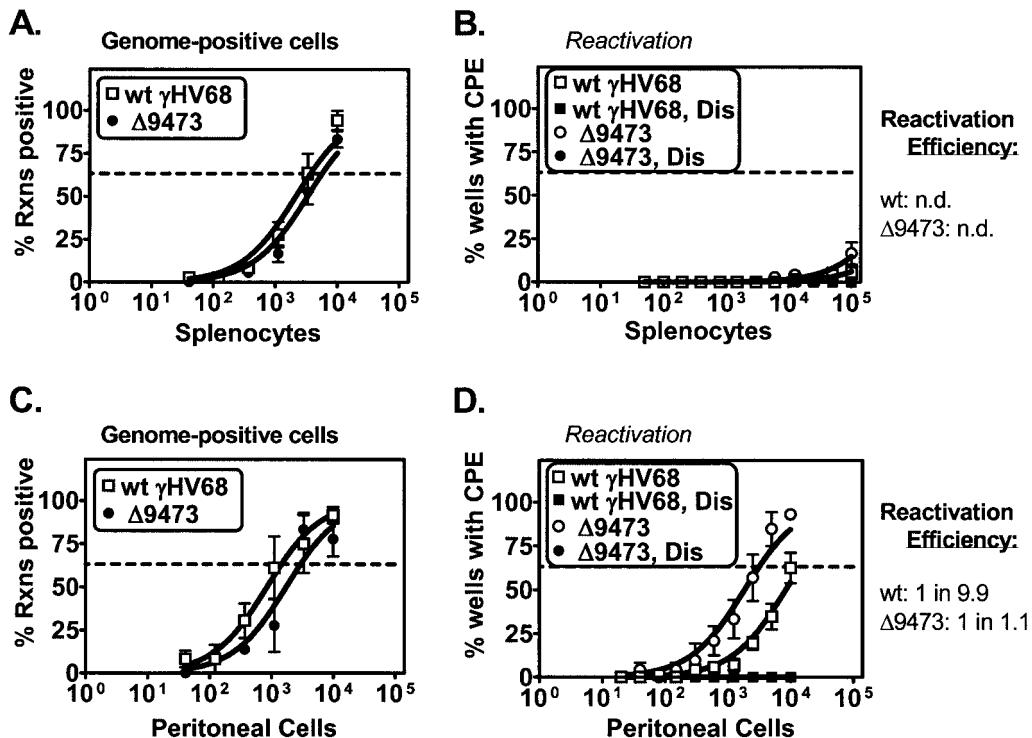 A.
Genome-positive cells
% Rxns positive
100
75
50
25
0
wt γHV68
Δ9473
10⁰ 10¹ 10² 10³ 10⁴ 10⁵
Splenocytes
B.
Reactivation
% wells with CPE
100
75
50
25
0
wt γHV68
wt γHV68, Dis
Δ9473
Δ9473, Dis
10⁰ 10¹ 10² 10³ 10⁴ 10⁵
Splenocytes
Reactivation
Efficiency:
wt: n.d.
Δ9473: n.d.
C.
Genome-positive cells
% Rxns positive
100
75
50
25
0
wt γHV68
Δ9473
10⁰ 10¹ 10² 10³ 10⁴ 10⁵
Peritoneal Cells
D.
Reactivation
% wells with CPE
100
75
50
25
0
wt γHV68
wt γHV68, Dis
Δ9473
Δ9473, Dis
10⁰ 10¹ 10² 10³ 10⁴ 10⁵
Peritoneal Cells
Reactivation
Efficiency:
wt: 1 in 9.9
Δ9473: 1 in 1.1